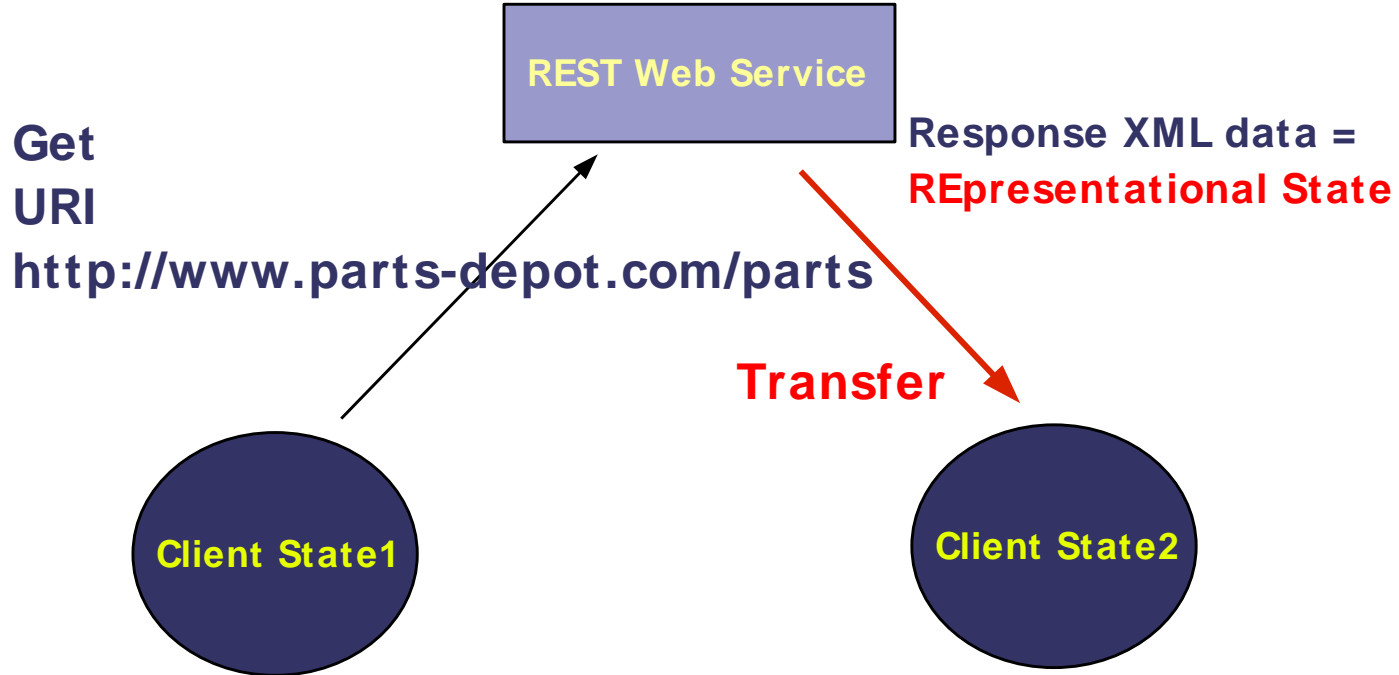 REST Web Service
Get
URI
http://www.parts-depot.com/parts
Response XML data =
REpresentational State
Transfer
Client State1
Client State2